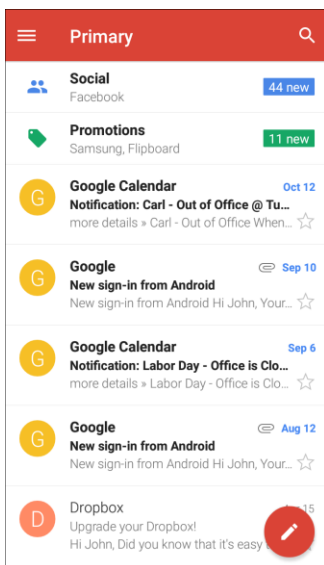 Primary
Social
44 new
Facebook
Promotions
11 new
Samsung, Flipboard
G
Google Calendar
Oct 12
Notification: Carl - Out of Office @ Tu...
more details » Carl - Out of Office When...
G
Google
Sep 10
New sign-in from Android
New sign-in from Android Hi John, Your...
G
Google Calendar
Sep 6
Notification: Labor Day - Office is Clo...
more details » Labor Day - Office is Clo...
G
Google
Aug 12
New sign-in from Android
New sign-in from Android Hi John, Your...
D
Dropbox
15
Upgrade your Dropbox!
Hi John, Did you know that it's easy